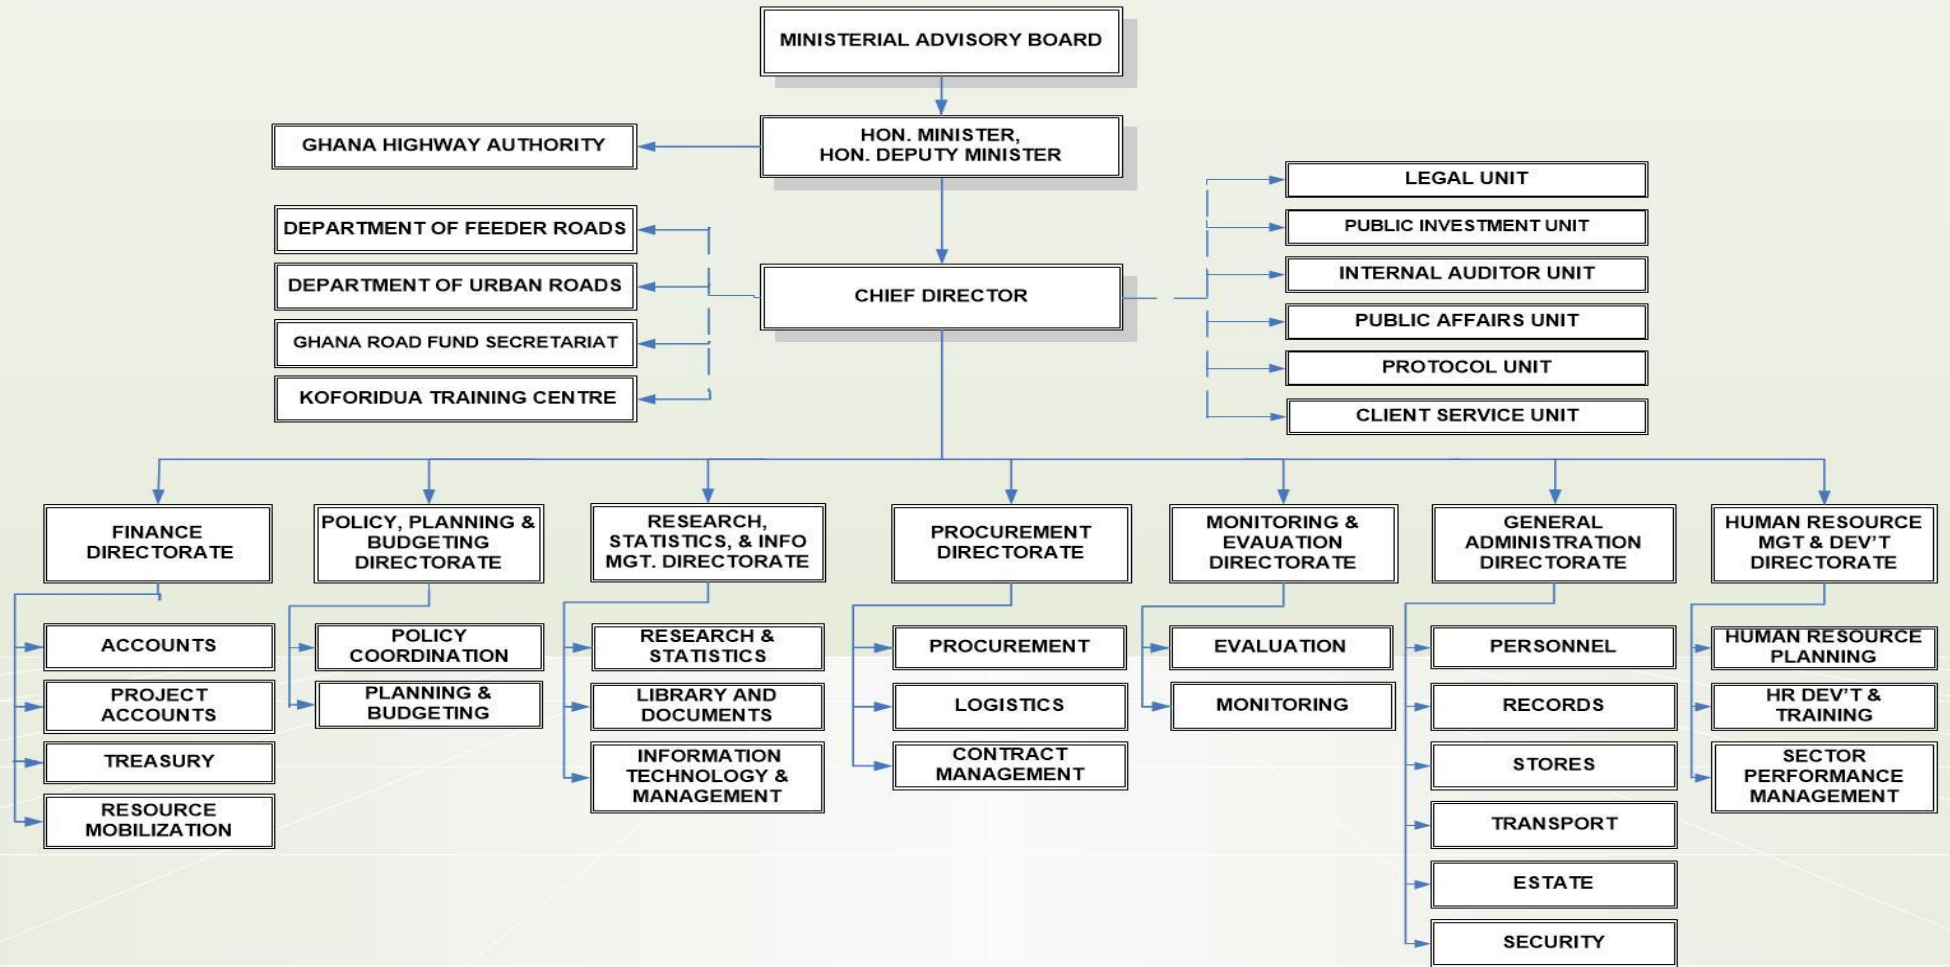 MINISTERIAL ADVISORY BOARD
HON. MINISTER,
HON. DEPUTY MINISTER
GHANA HIGHWAY AUTHORITY
DEPARTMENT OF FEEDER ROADS
DEPARTMENT OF URBAN ROADS
GHANA ROAD FUND SECRETARIAT
KOFORIDUA TRAINING CENTRE
CHIEF DIRECTOR
LEGAL UNIT
PUBLIC INVESTMENT UNIT
INTERNAL AUDITOR UNIT
PUBLIC AFFAIRS UNIT
PROTOCOL UNIT
CLIENT SERVICE UNIT
FINANCE
DIRECTORATE
ACCOUNTS
PROJECT
ACCOUNTS
TREASURY
RESOURCE
MOBILIZATION
POLICY, PLANNING &
BUDGETING
DIRECTORATE
POLICY
COORDINATION
PLANNING &
BUDGETING
RESEARCH,
STATISTICS, & INFO
MGT. DIRECTORATE
RESEARCH &
STATISTICS
LIBRARY AND
DOCUMENTS
INFORMATION
TECHNOLOGY &
MANAGEMENT
PROCUREMENT
DIRECTORATE
PROCUREMENT
LOGISTICS
CONTRACT
MANAGEMENT
MONITORING &
EVAUATION
DIRECTORATE
EVALUATION
MONITORING
GENERAL
ADMINISTRATION
DIRECTORATE
PERSONNEL
RECORDS
STORES
TRANSPORT
ESTATE
SECURITY
HUMAN RESOURCE
MGT & DEV’T
DIRECTORATE
HUMAN RESOURCE
PLANNING
HR DEV’T &
TRAINING
SECTOR
PERFORMANCE
MANAGEMENT